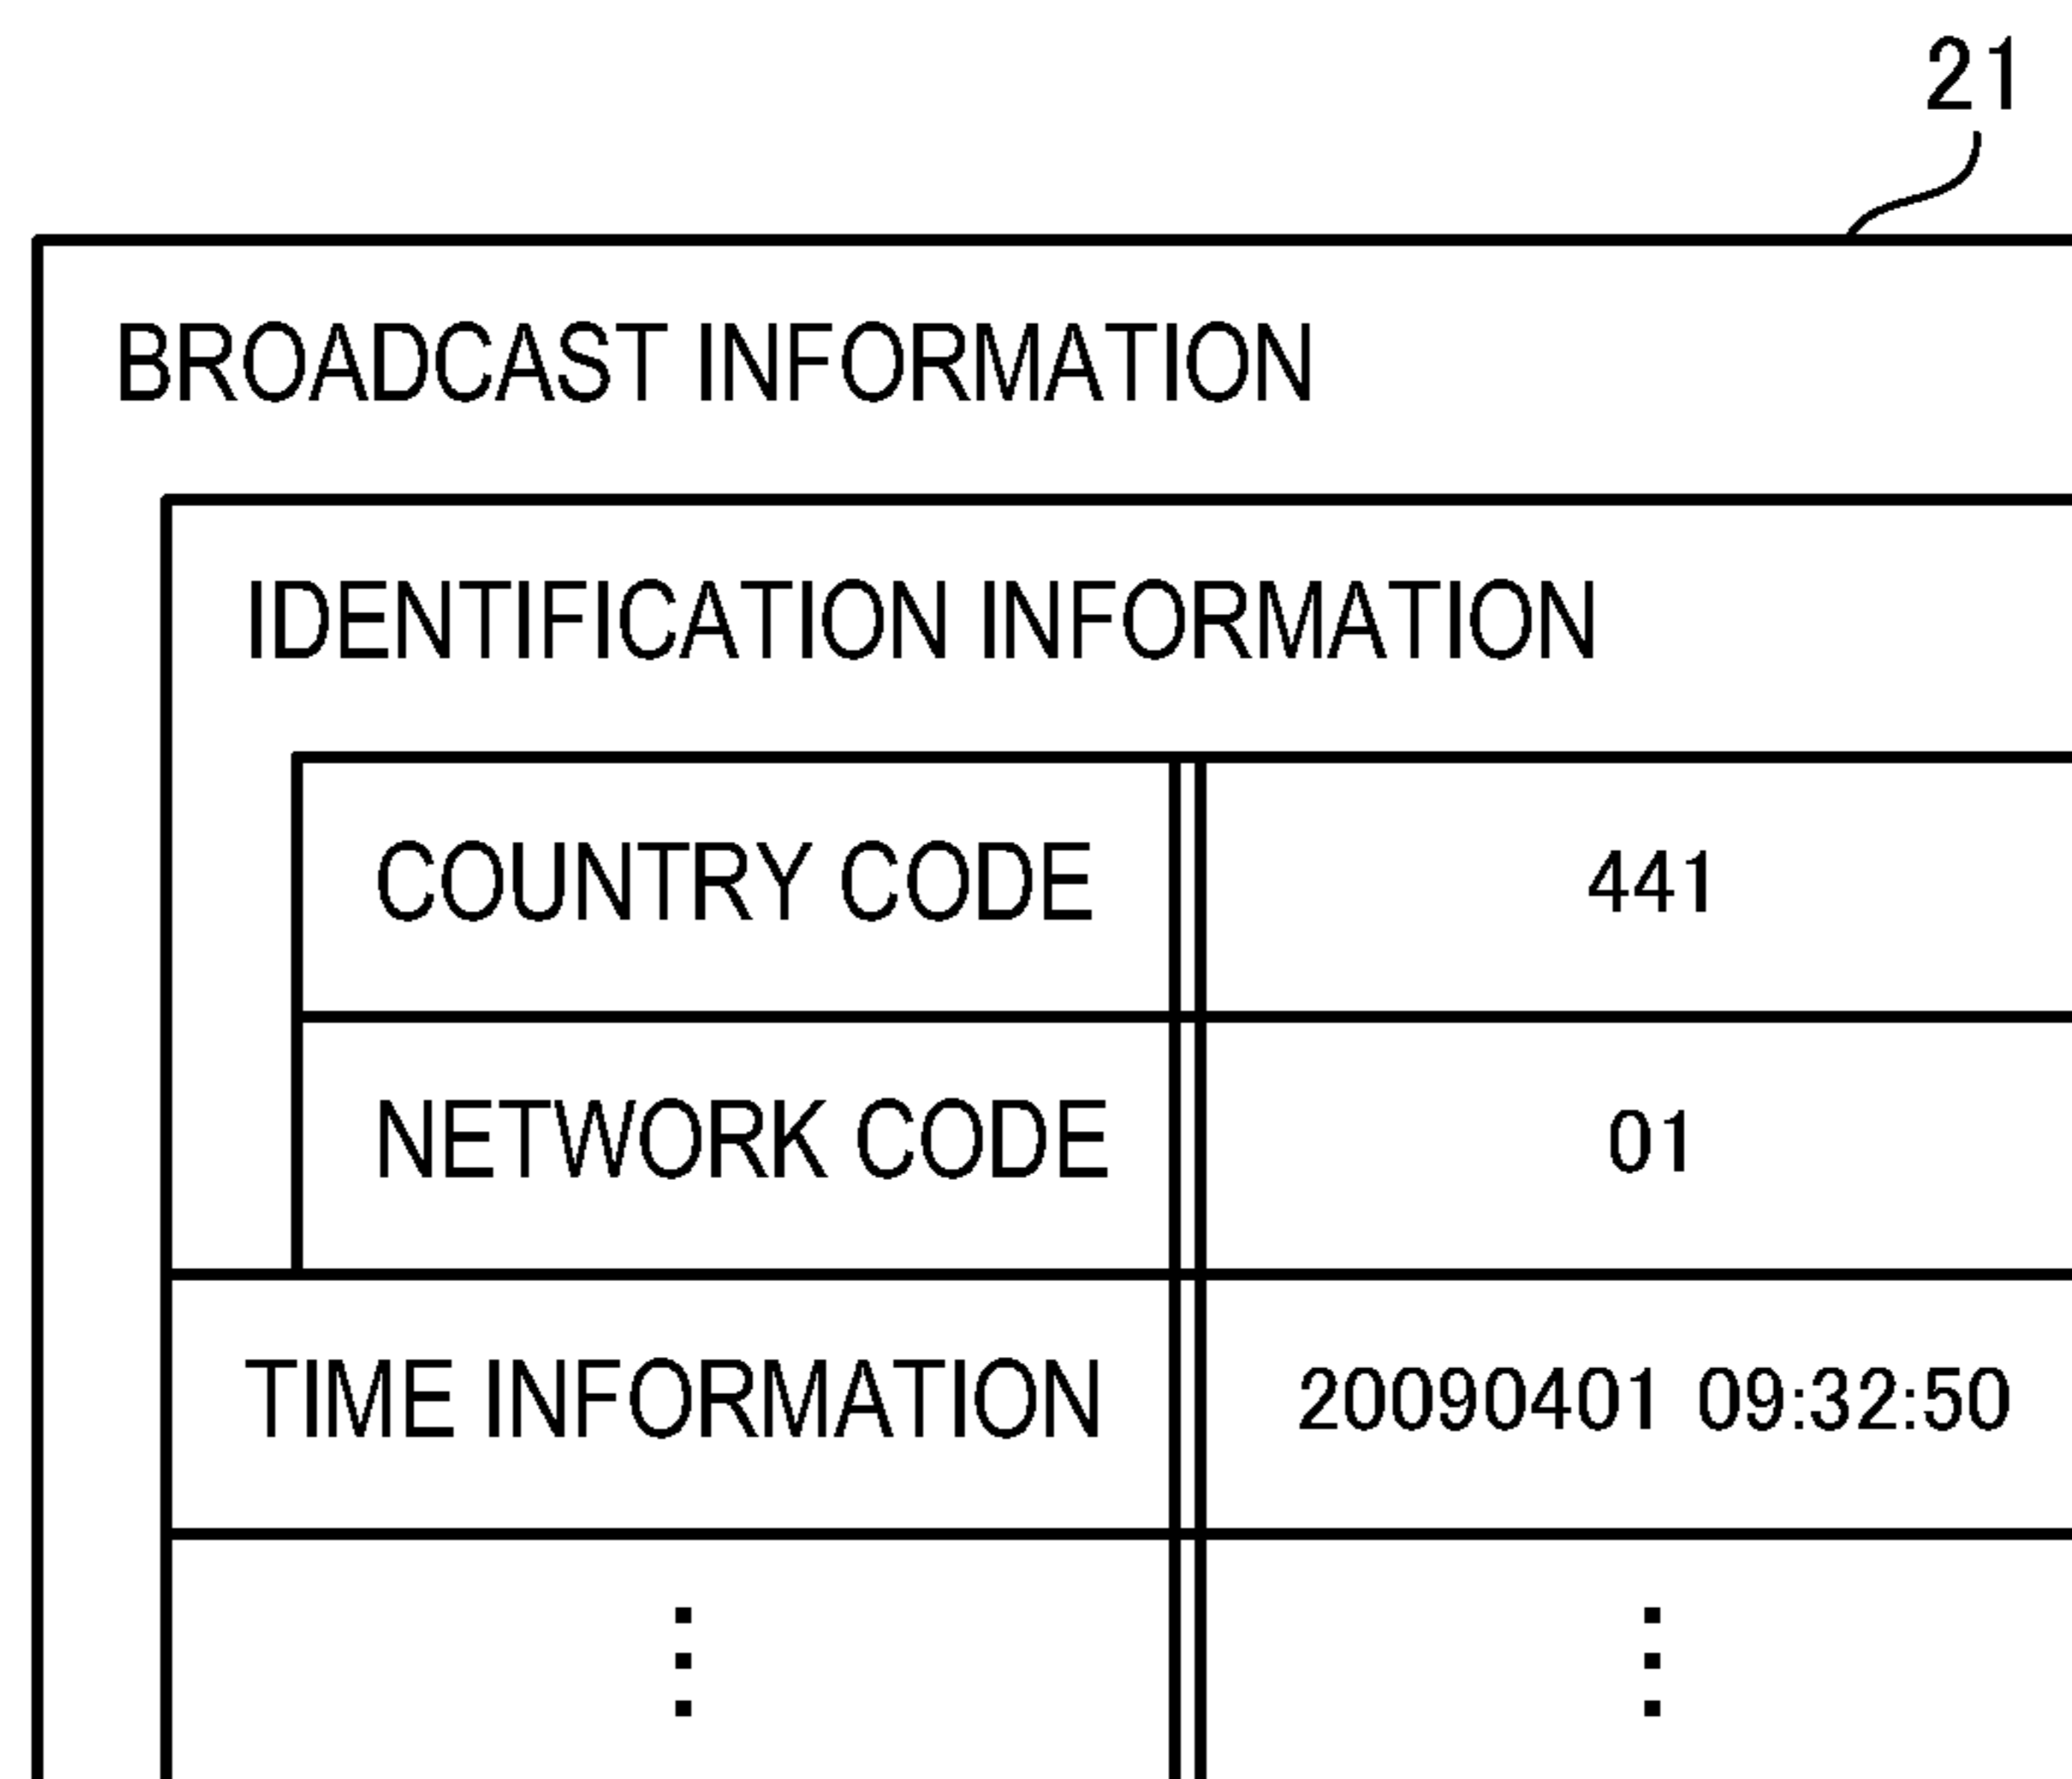 21
BROADCAST INFORMATION
IDENTIFICATION INFORMATION
COUNTRY CODE 441
NETWORK CODE 01
TIME INFORMATION 20090401 09:32:50